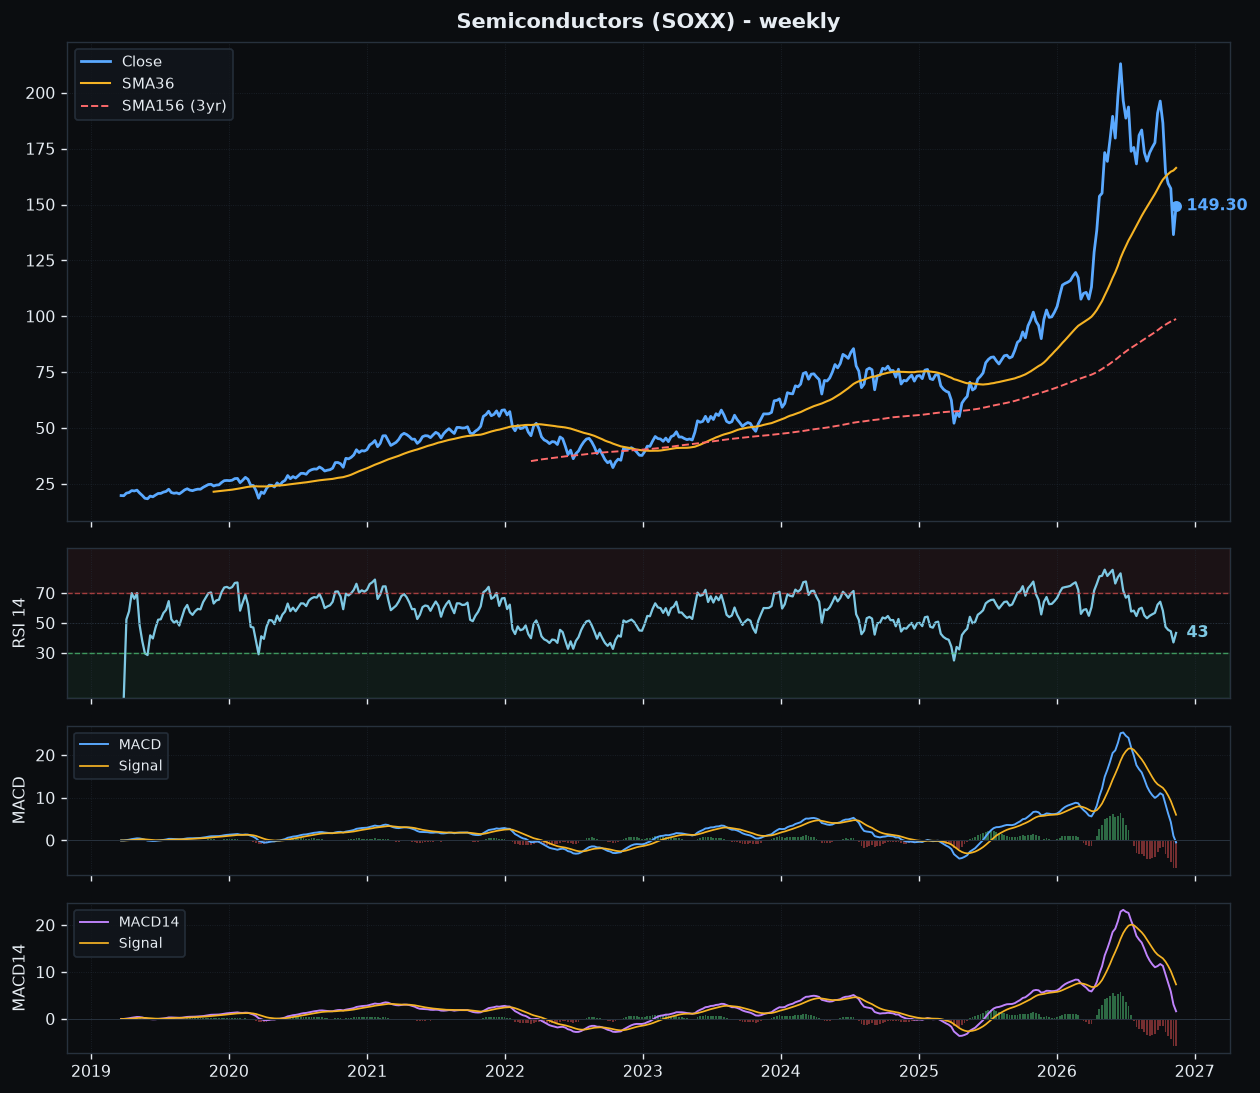 Semiconductors (SOXX) - weekly
Close
SMA36
SMA156 (3yr)
200
175
150
125
100
75
50
25
149.30
RSI 14
70
50
30
43
MACD
MACD
Signal
20
10
0
MACD14
MACD14
Signal
20
10
0
2019 2020 2021 2022 2023 2024 2025 2026 2027